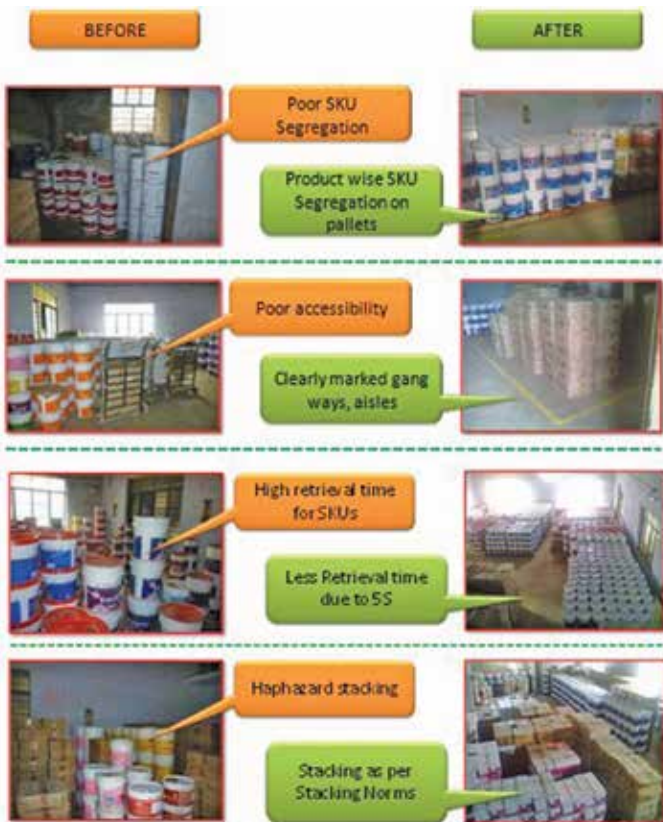 BEFORE
AFTER
Poor SKU
Segregation
Product wise SKU
Segregation on
pallets
Poor accessibility
Clearly marked gang
ways, aisles
High retrieval time
for SKUs
Less Retrieval time
due to 5S
Haphazard stacking
Stacking as per
Stacking Norms